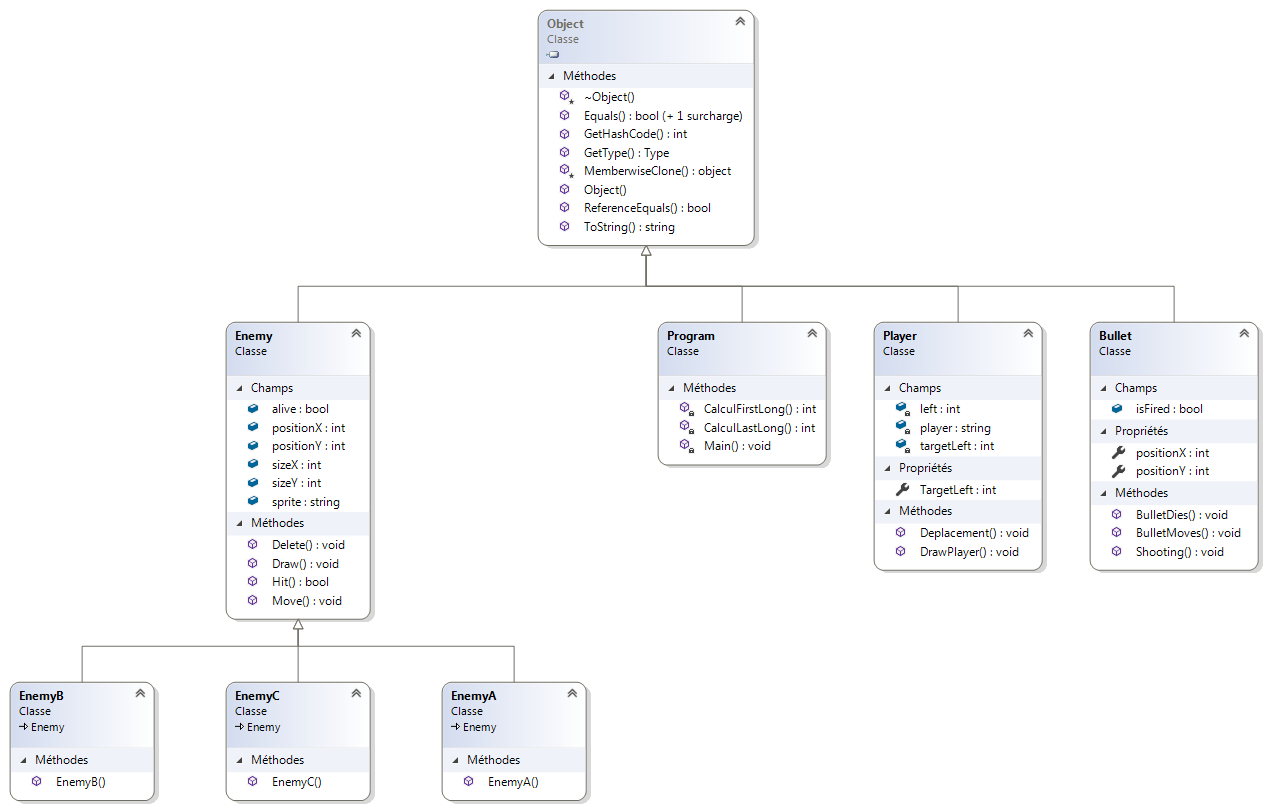 Object
Classe
Méthodes
~Object()
Equals() : bool (+ 1 surcharge)
GetHashCode() : int
GetType() : Type
MemberwiseClone() : object
Object()
ReferenceEquals() : bool
ToString() : string
Enemy
Classe
Champs
alive : bool
positionX : int
positionY : int
sizeX : int
sizeY : int
sprite : string
Méthodes
Delete() : void
Draw() : void
Hit() : bool
Move() : void
Program
Classe
Méthodes
CalculFirstLong() : int
CalculLastLong() : int
Main() : void
Player
Classe
Champs
left : int
player : string
targetLeft : int
Propriétés
TargetLeft : int
Méthodes
Deplacement() : void
DrawPlayer() : void
Bullet
Classe
Champs
isFired : bool
Propriétés
positionX : int
positionY : int
Méthodes
BulletDies() : void
BulletMoves() : void
Shooting() : void
EnemyB
Classe
Enemy
Méthodes
EnemyB()
EnemyC
Classe
Enemy
Méthodes
EnemyC()
EnemyA
Classe
Enemy
Méthodes
EnemyA()